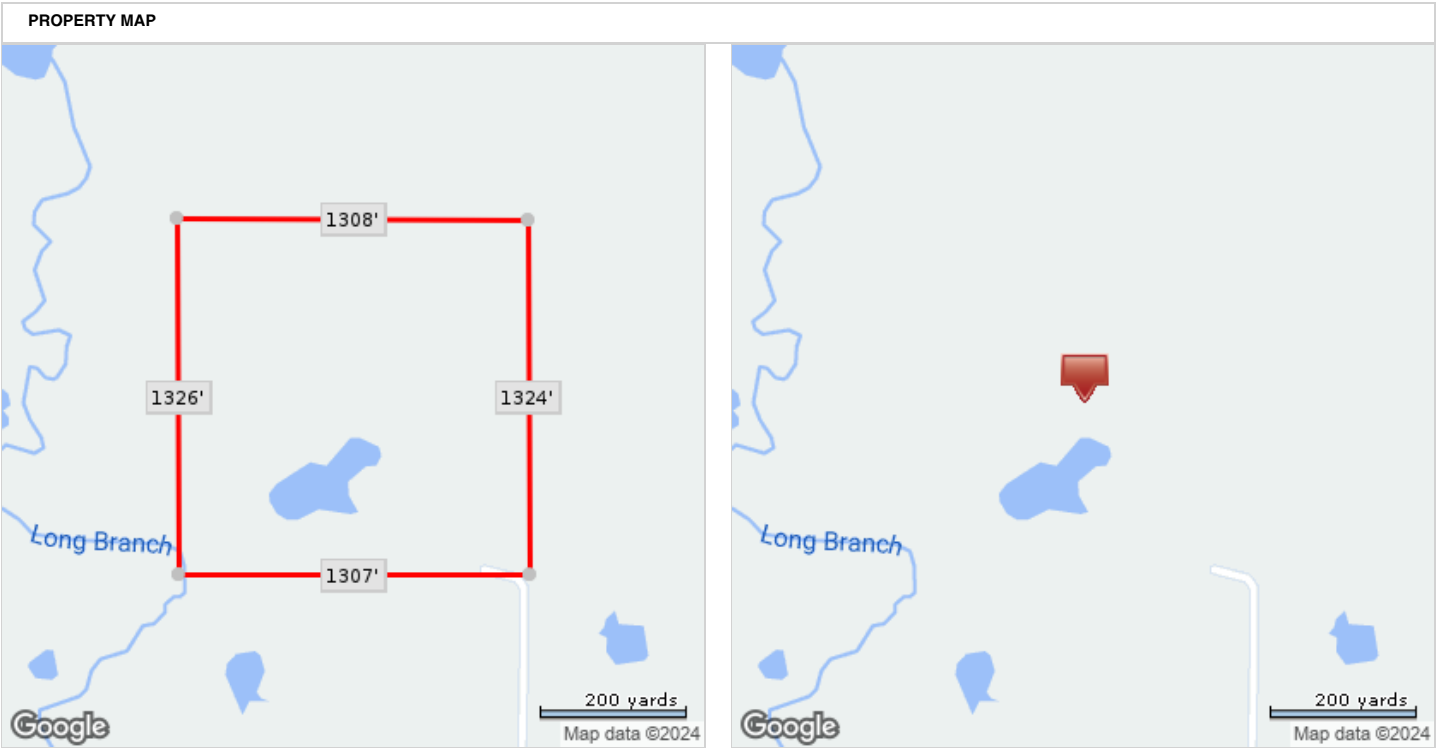 PROPERTY MAP
1308'
1326'
1324'
Long Branch
1307'
200 yards
Google
Map data ©2024
Long Branch
200 yards
Google
Map data ©2024